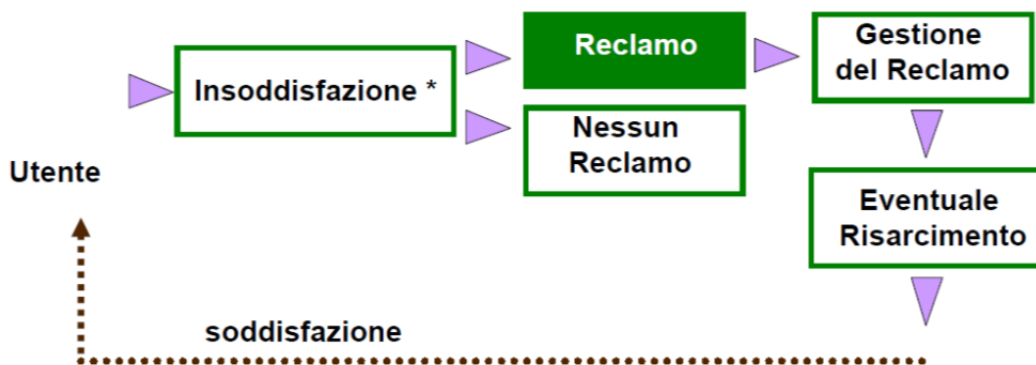 Reclamo
Gestione
del Reclamo
Insoddisfazione *
Nessun
Reclamo
Utente
Eventuale
Risarcimento
soddisfazione